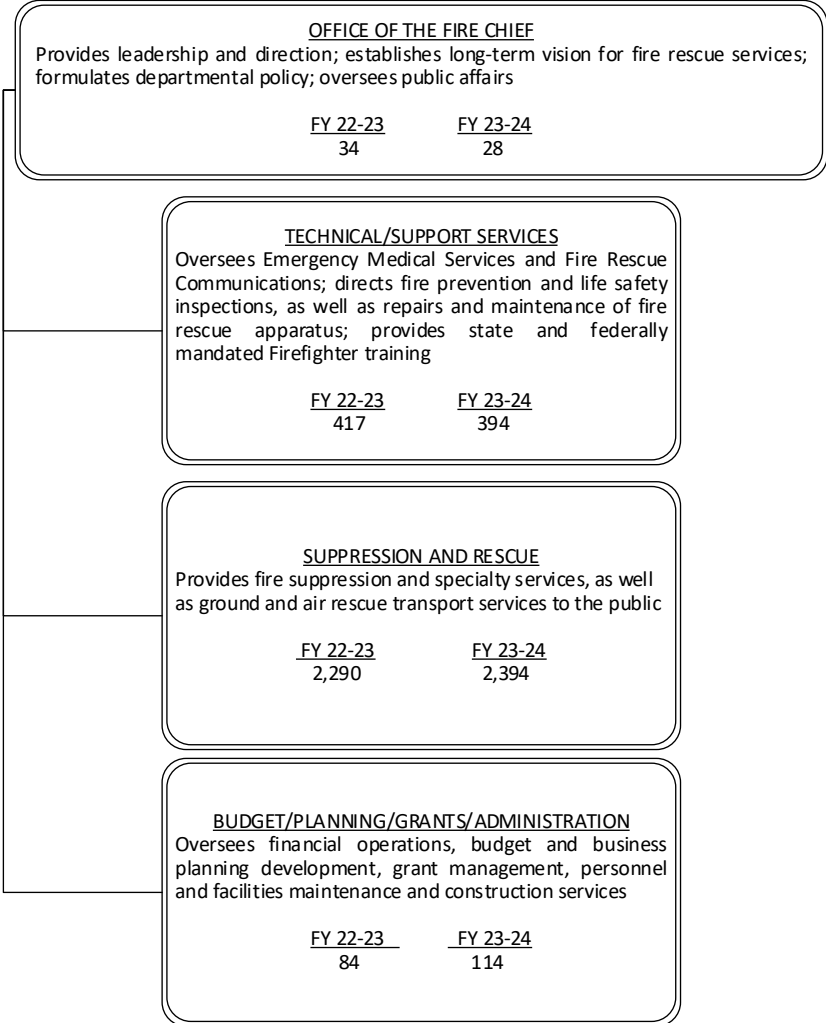 OFFICE OF THE FIRE CHIEF
Provides leadership and direction; establishes long-term vision for fire rescue services;
formulates departmental policy; oversees public affairs
FY 22-23 FY 23-24
34 28
TECHNICAL/SUPPORT SERVICES
Oversees Emergency Medical Services and Fire Rescue
Communications; directs fire prevention and life safety
inspections, as well as repairs and maintenance of fire
rescue apparatus; provides state and federally
mandated Firefighter training
FY 22-23 FY 23-24
417 394
SUPPRESSION AND RESCUE
Provides fire suppression and specialty services, as well
as ground and air rescue transport services to the public
FY 22-23 FY 23-24
2,290 2,394
BUDGET/PLANNING/GRANTS/ADMINISTRATION
Oversees financial operations, budget and business
planning development, grant management, personnel
and facilities maintenance and construction services
FY 22-23 FY 23-24
84 114